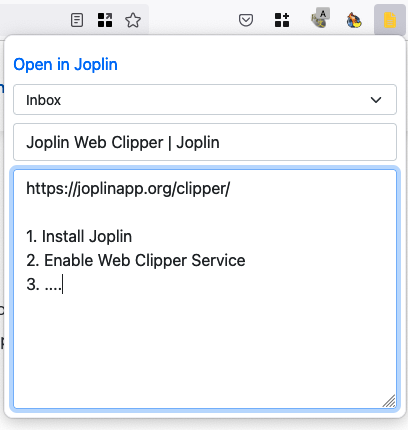 A
Open in Joplin
Inbox
Joplin Web Clipper | Joplin
https://joplinapp.org/clipper/
1. Install Joplin
2. Enable Web Clipper Service
3. ....